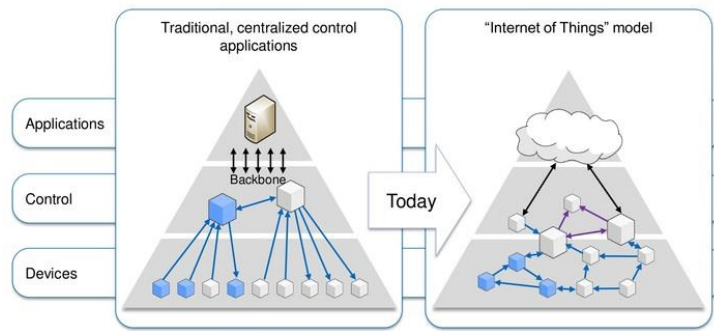 Traditional, centralized control
applications
“Internet of Things” model
Applications
Backbone
Control
Today
Devices